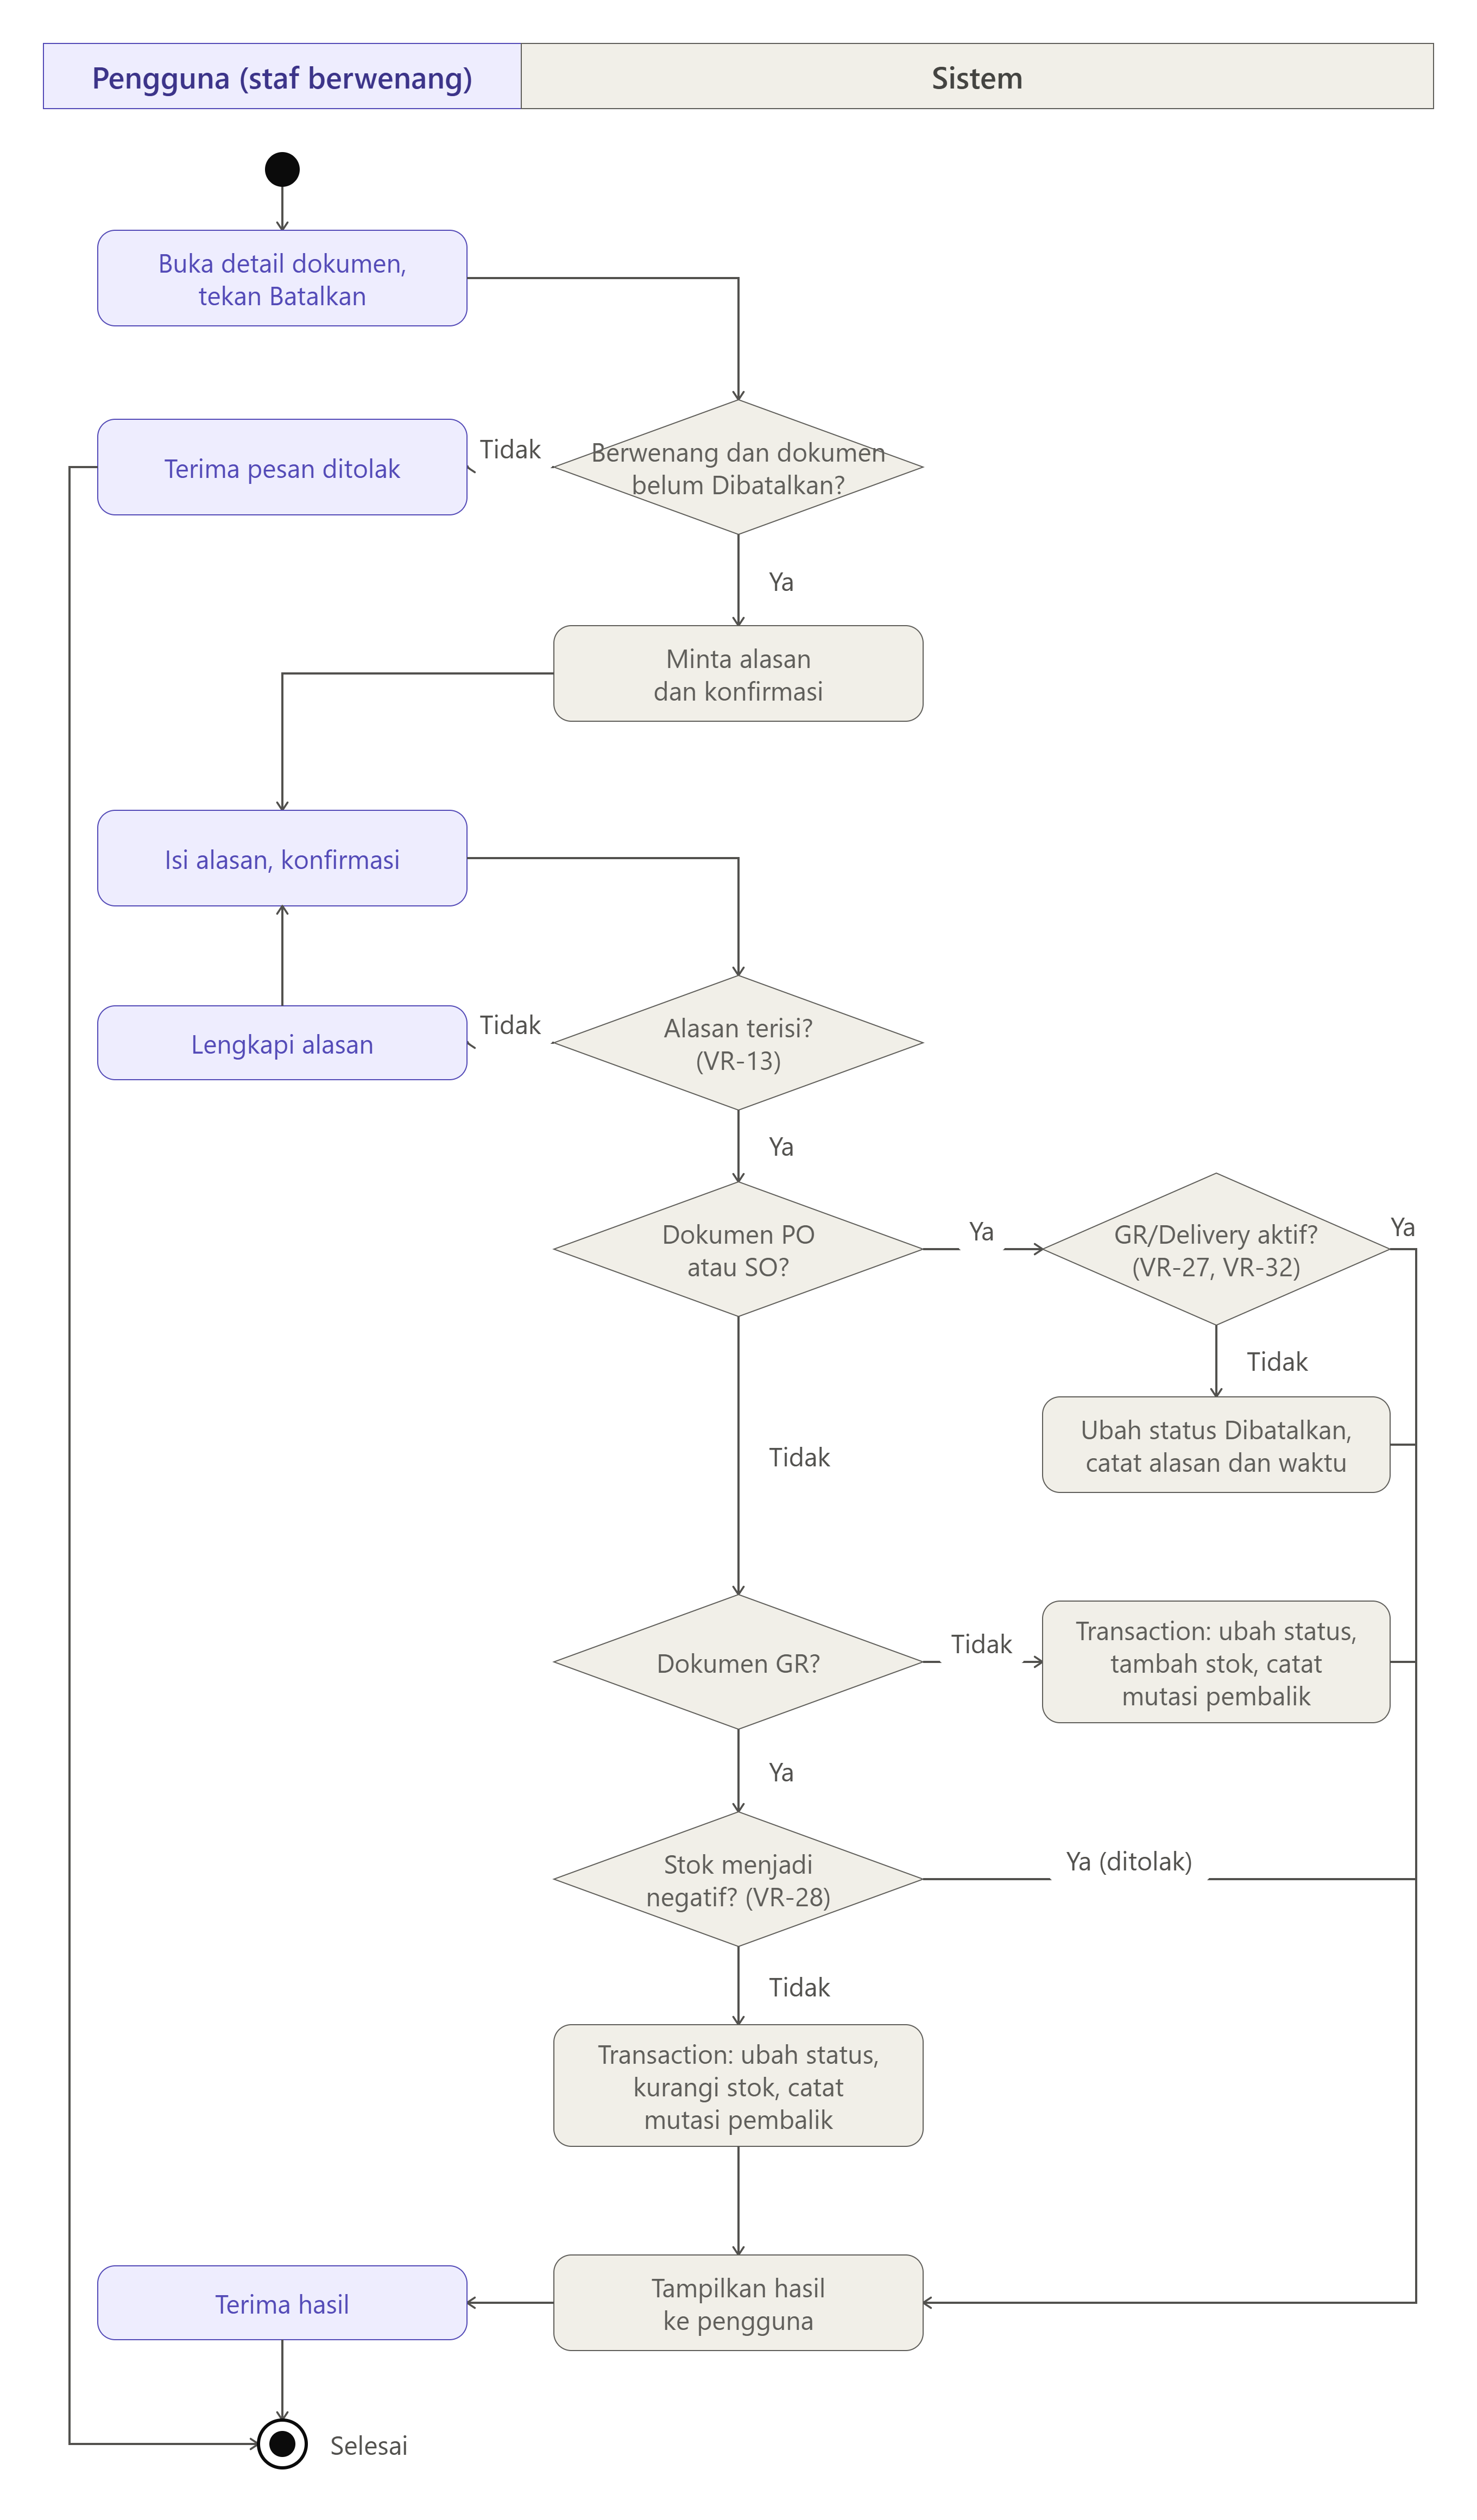 Pengguna (staf berwenang)
Sistem
Buka detail dokumen,
tekan Batalkan
Terima pesan ditolak
Tidak
Berwenang dan dokumen
belum Dibatalkan?
Ya
Minta alasan
dan konfirmasi
Isi alasan, konfirmasi
Lengkapi alasan
Tidak
Alasan terisi?
(VR-13)
Ya
Dokumen PO
atau SO?
Ya
GR/Delivery aktif?
(VR-27, VR-32)
Ya
Tidak
Ubah status Dibatalkan,
catat alasan dan waktu
Tidak
Dokumen GR?
Tidak
Transaction: ubah status,
tambah stok, catat
mutasi pembalik
Ya
Stok menjadi
negatif? (VR-28)
Ya (ditolak)
Tidak
Transaction: ubah status,
kurangi stok, catat
mutasi pembalik
Terima hasil
Tampilkan hasil
ke pengguna
Selesai